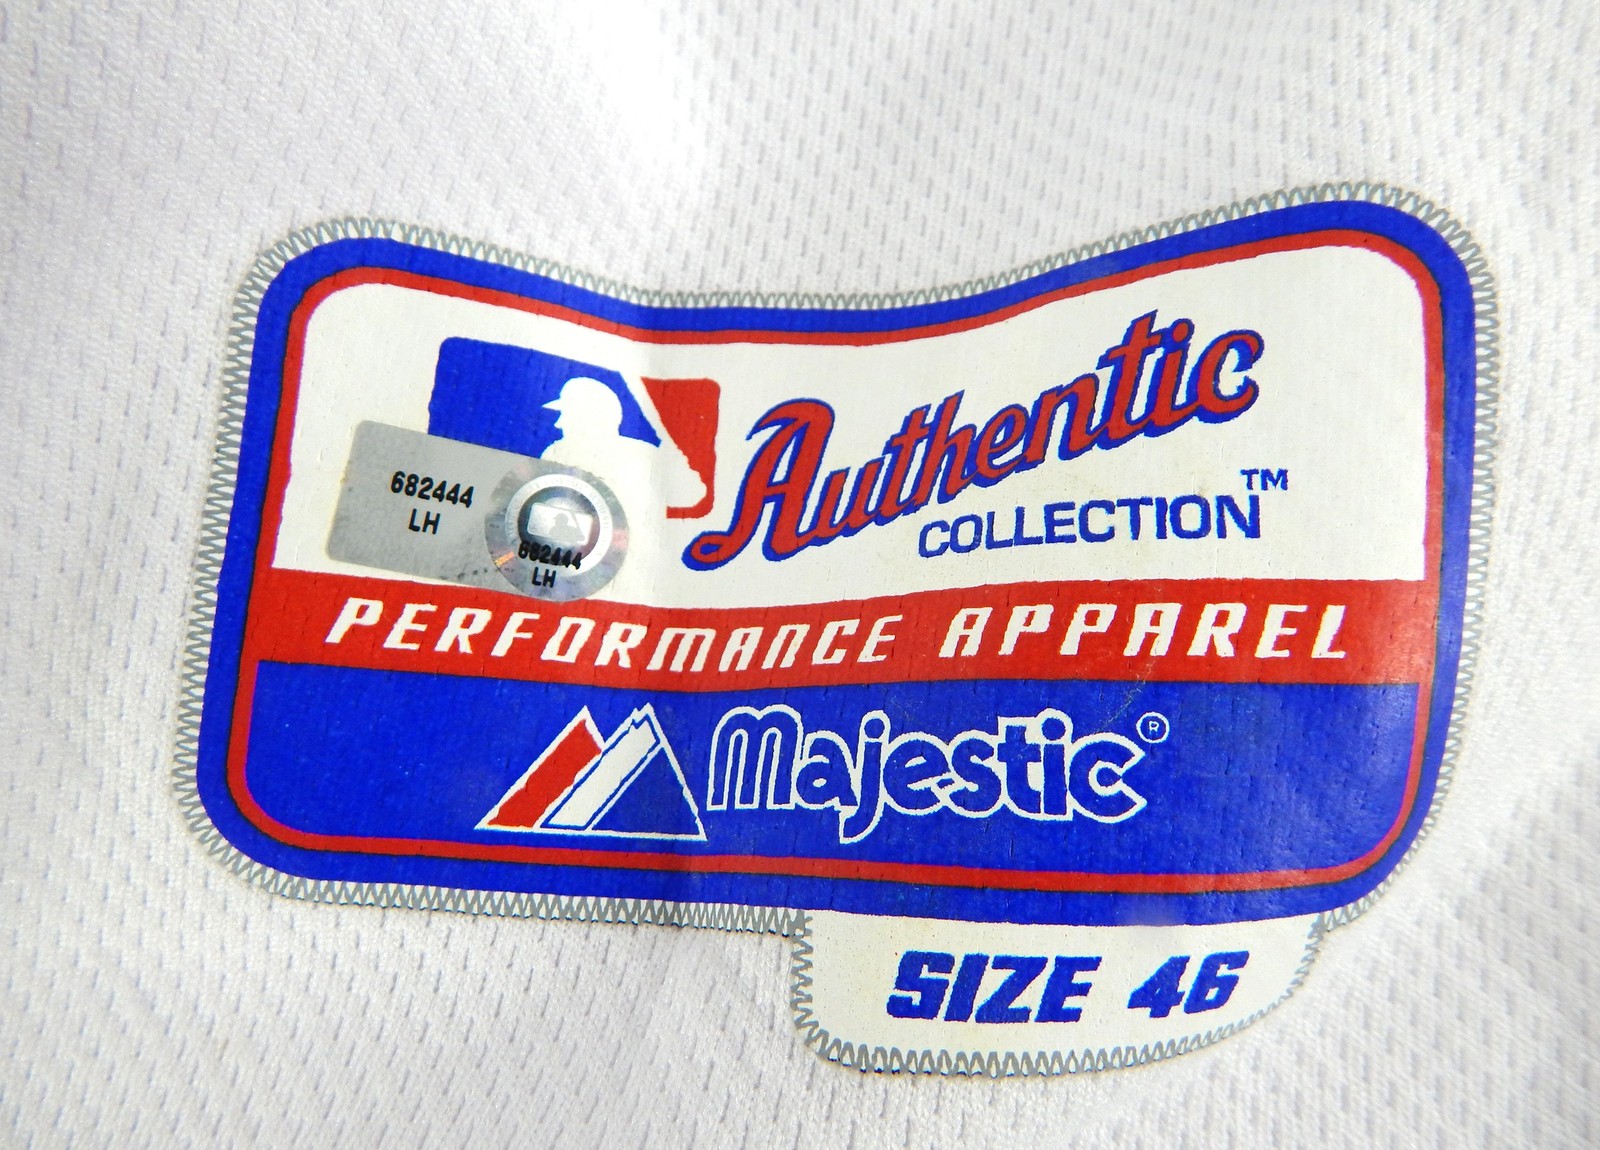 Authentic
COLLECTION™
682444
LH
682444
LH
PERFORMANCE APPAREL
Majestic®
SIZE 46